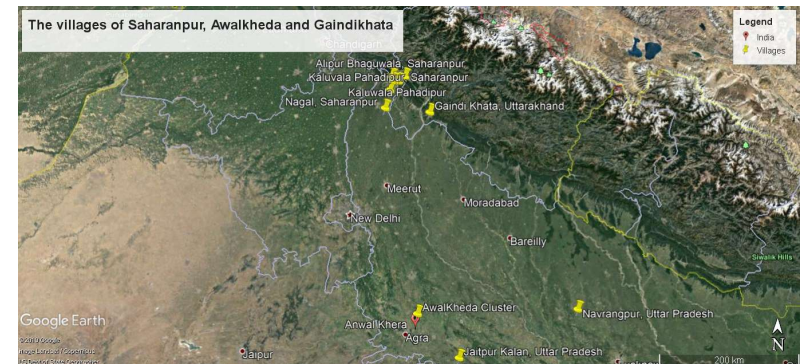 The villages of Saharanpur, Awalkheda and Gaindikhata
Legend
India
Villages
Alipur Bhaguwala, Saharanpur
Kaluvala Pahadipur Saharanpur
Kaluwala Pahadipur
Nagal, Saharanpur
Gaindi Khata, Uttarakhand
Meerut
Moradabad
New Delhi
Bareilly
Siwalik Hills
AwalKheda Cluster
Navrangpur, Uttar Pradesh
Google Earth
Anwal Khera
Agra
Jaitpur Kalan, Uttar Pradesh
Jaipur
N
200 km